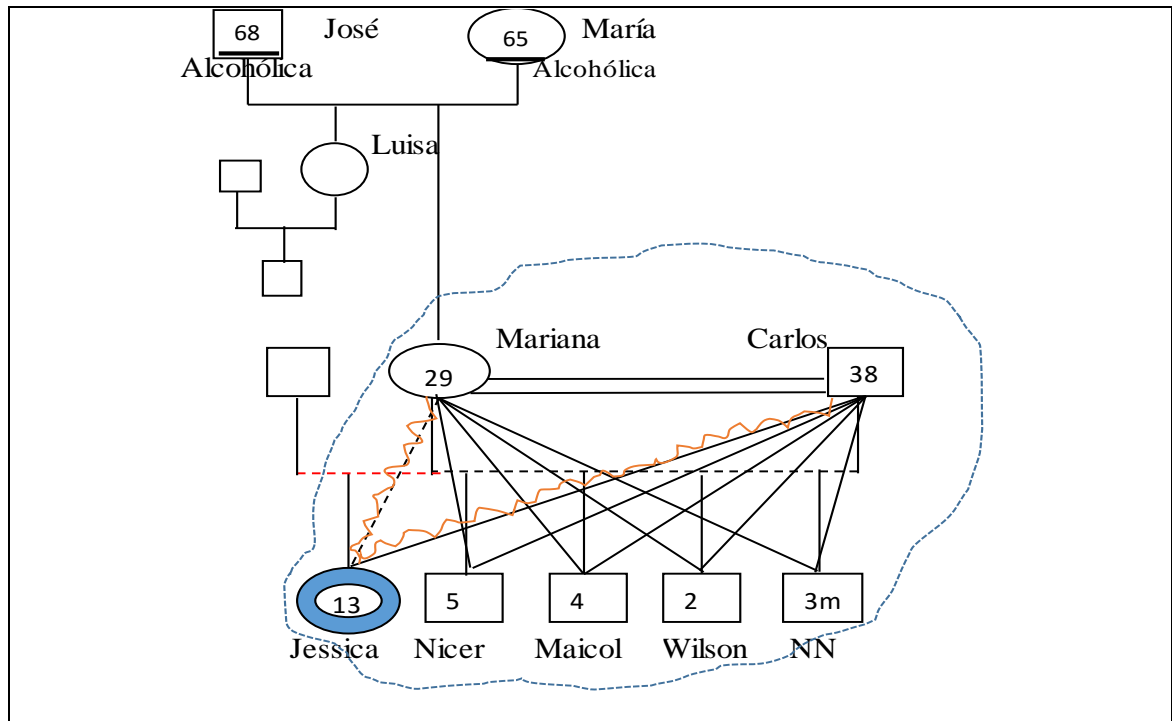 68 José 65 María
Alcohólica Alcohólica
Luisa
Mariana Carlos
29 38
13 5 4 2 3m
Jessica Nicer Maicol Wilson NN